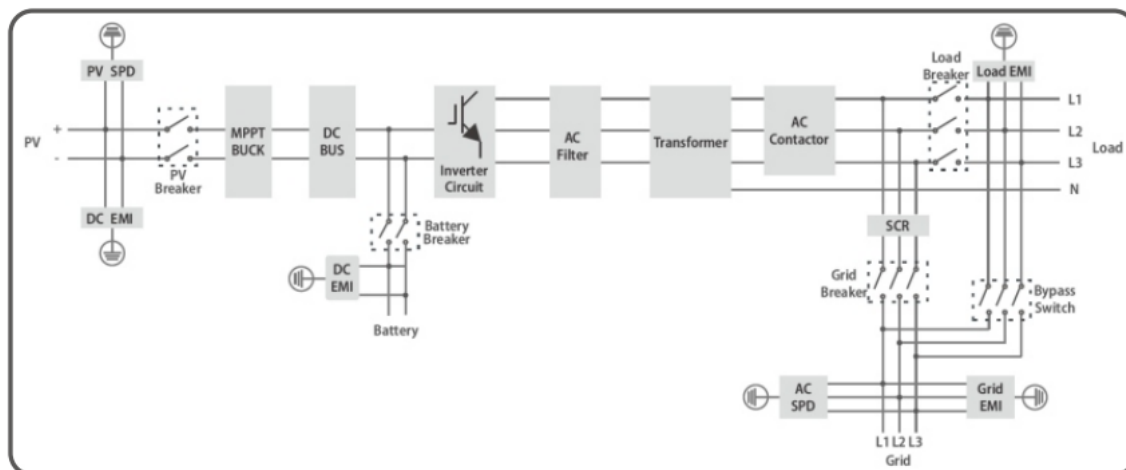 PV SPD
PV
+
-
PV
Breaker
DC EMI
MPPT
BUCK
DC
BUS
Inverter
Circuit
Battery
Breaker
DC
EMI
Battery
AC
Filter
Transformer
AC
Contactor
Load
Breaker
Load EMI
L1
L2
L3
Load
N
SCR
Grid
Breaker
Bypass
Switch
AC
SPD
Grid
EMI
L1 L2 L3
Grid